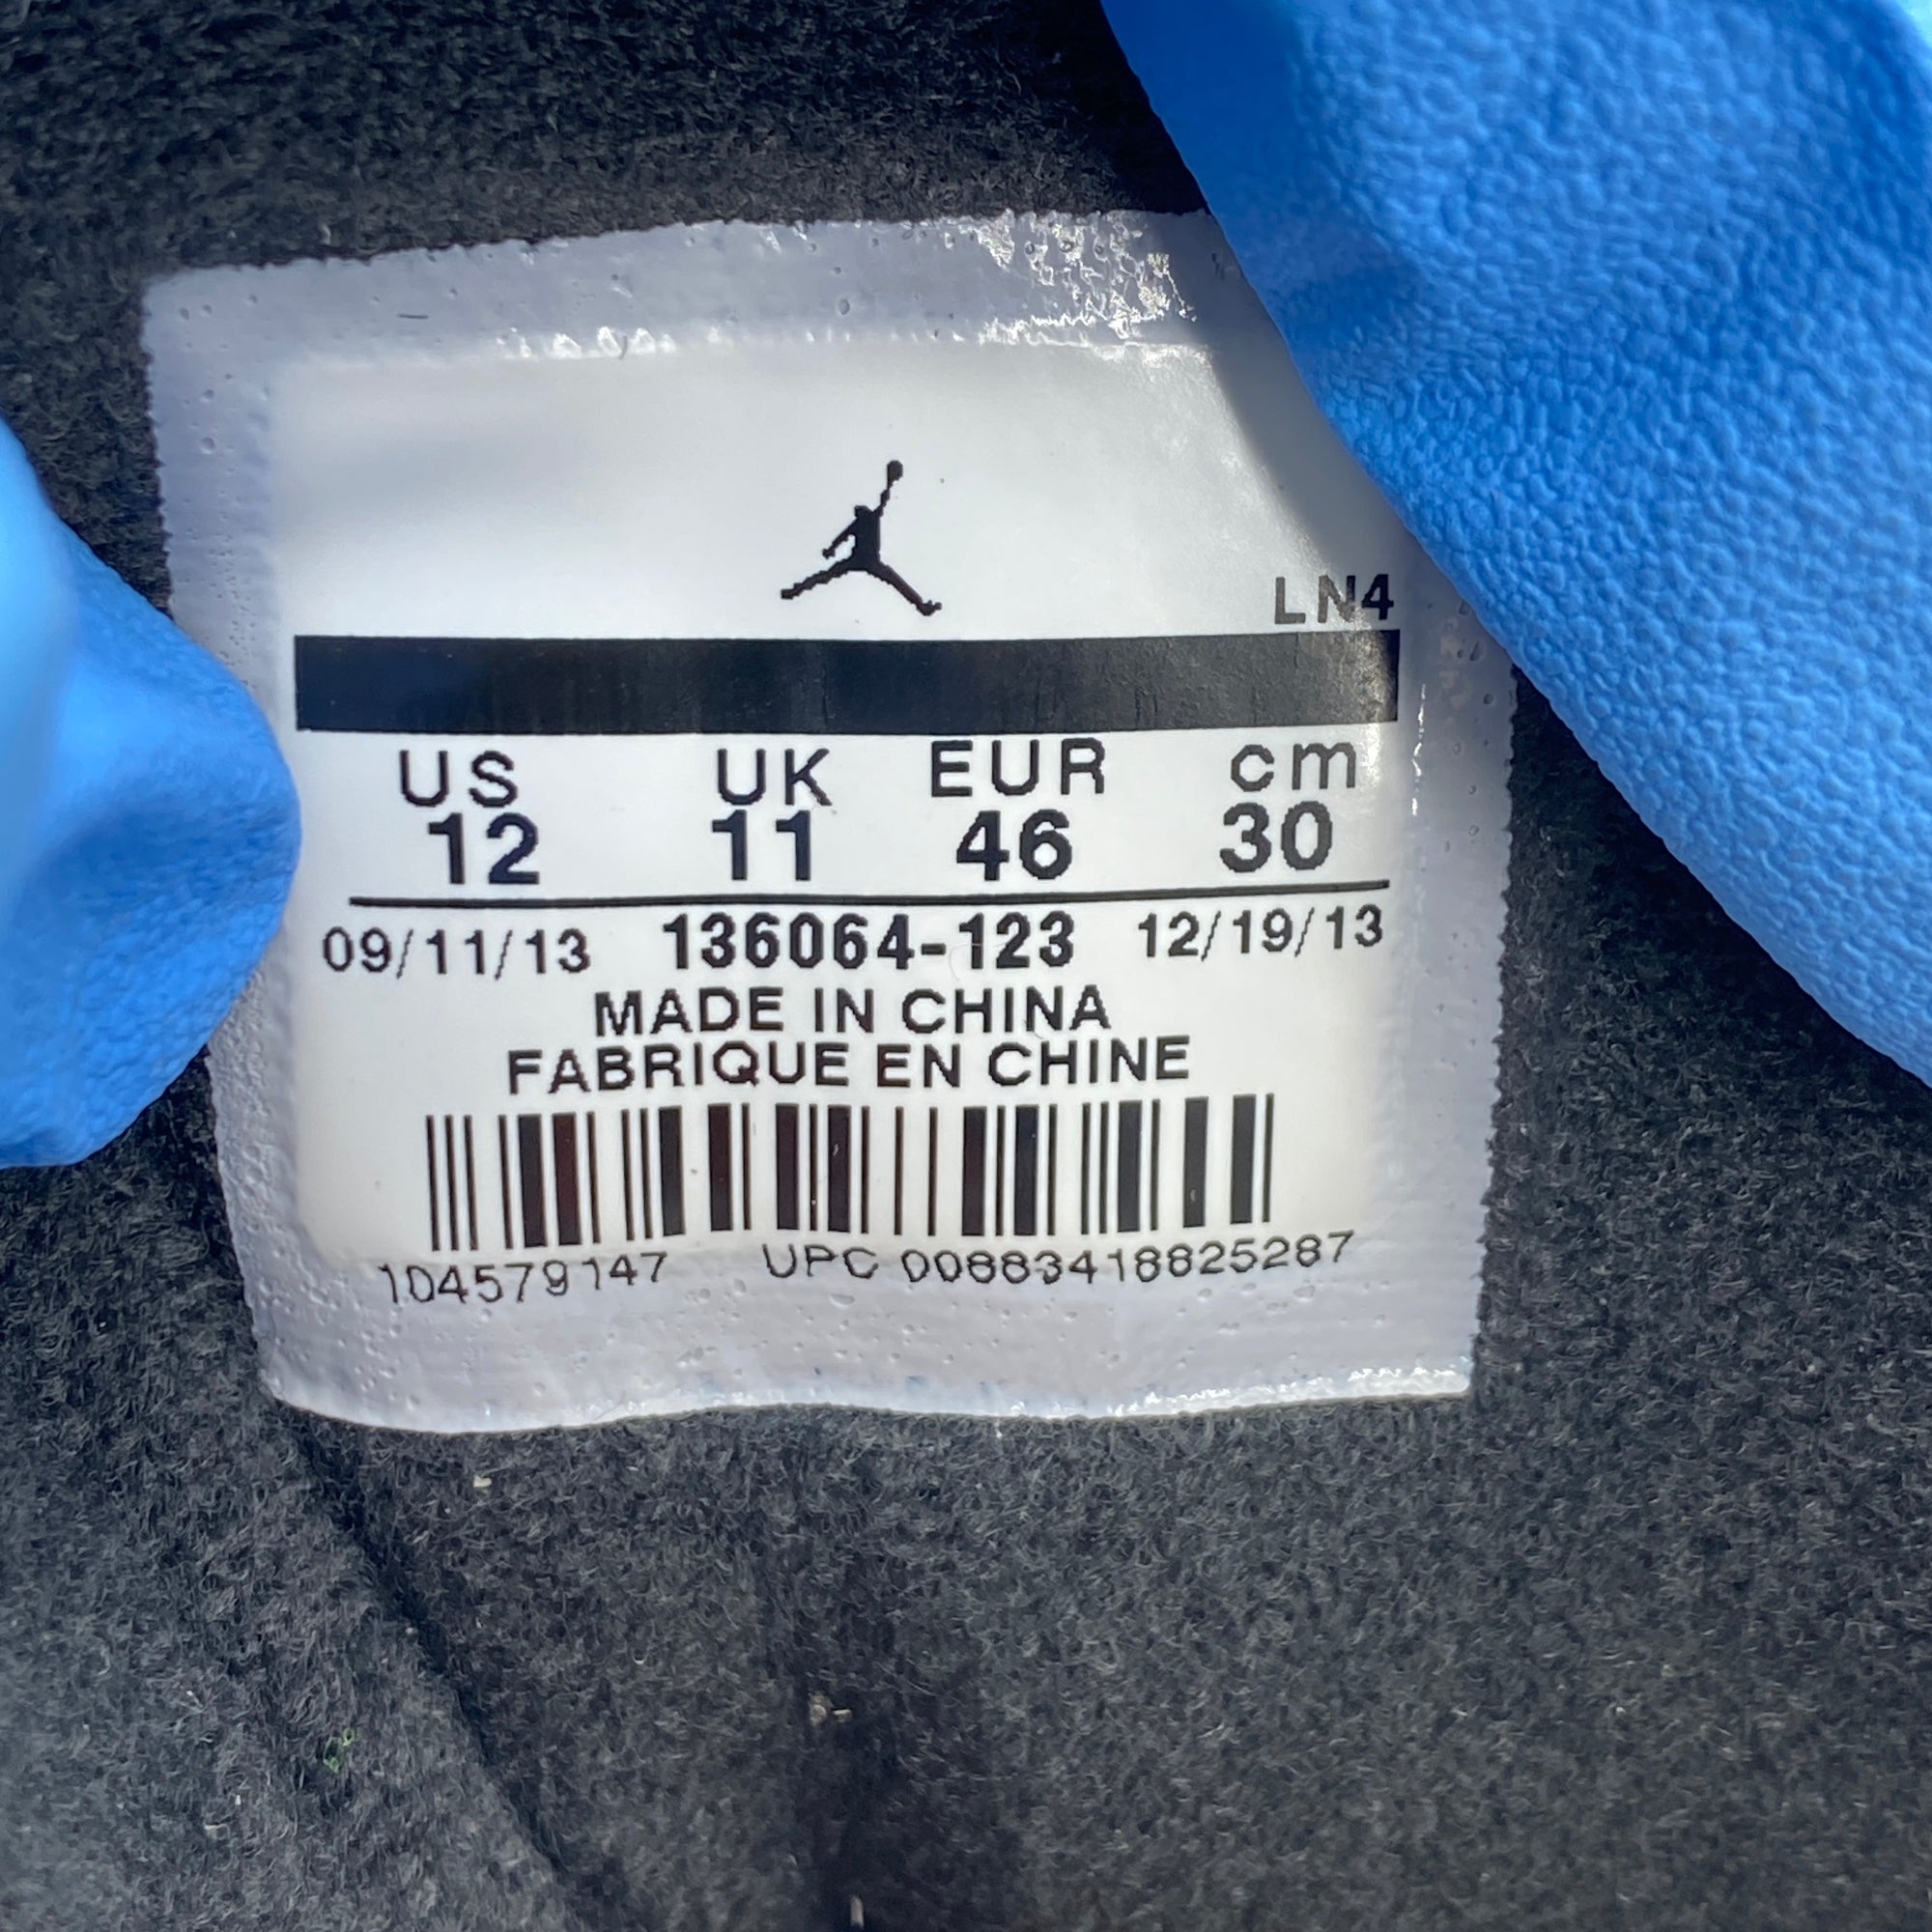 LN4
US UK EUR cm
12 11 46 30
09/11/13 136064-123 12/19/13
MADE IN CHINA
FABRIQUE EN CHINE
104579147 UPC 00883418825287